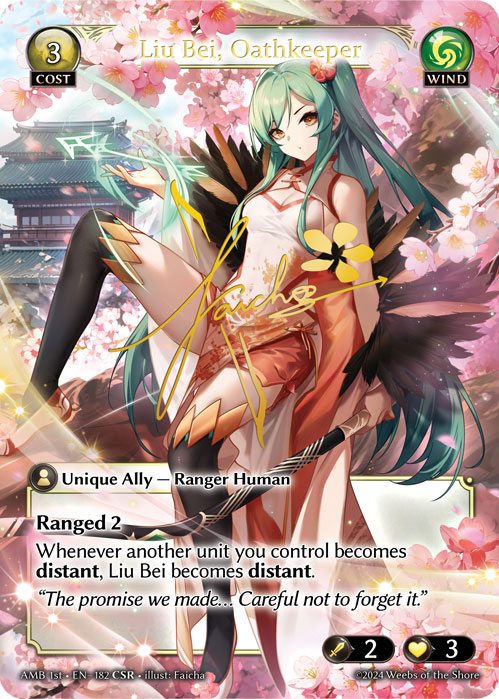 3
COST
Liu Bei, Oathkeeper
WIND
Faicha
Unique Ally — Ranger Human
Ranged 2
Whenever another unit you control becomes
distant, Liu Bei becomes distant.
“The promise we made... Careful not to forget it.”
2
3
AMB 1st • EN-182 CSR • illust: Faicha
©2024 Weebs of the Shore